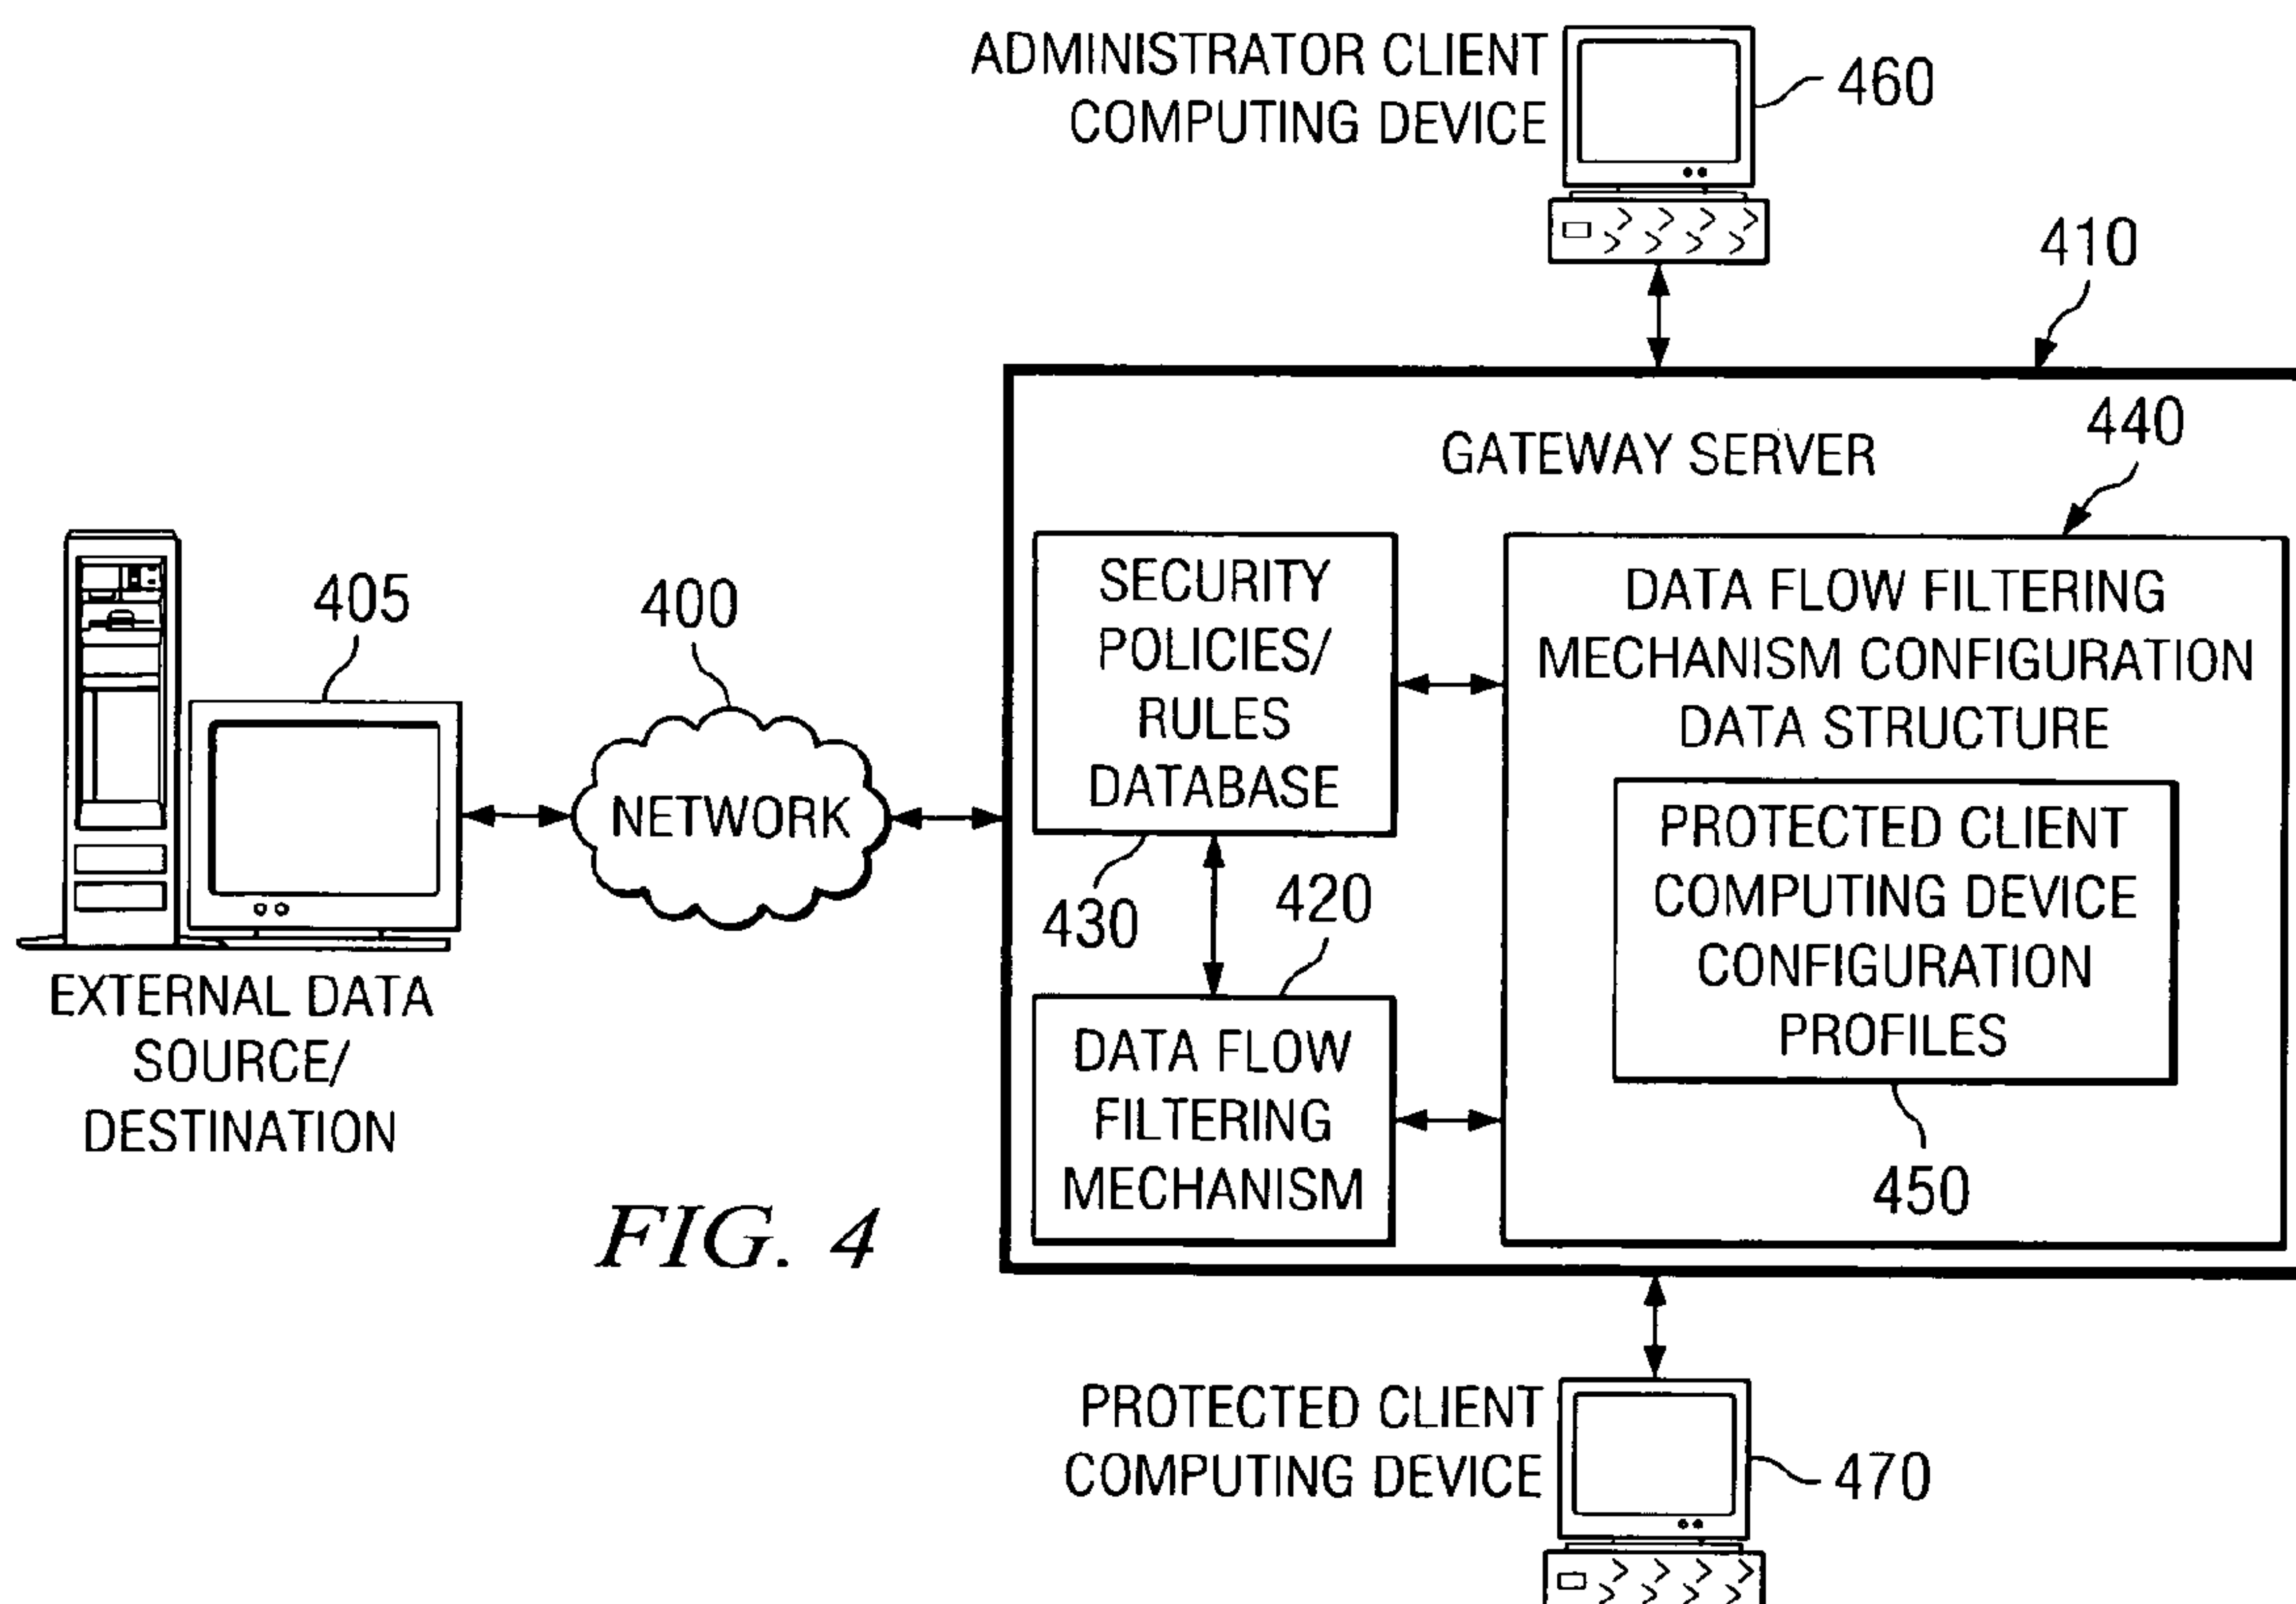 ADMINISTRATOR CLIENT
COMPUTING DEVICE
460
410
GATEWAY SERVER
440
405
400
SECURITY
POLICIES/
RULES
DATABASE
DATA FLOW FILTERING
MECHANISM CONFIGURATION
DATA STRUCTURE
NETWORK
PROTECTED CLIENT
COMPUTING DEVICE
CONFIGURATION
PROFILES
430
420
EXTERNAL DATA
SOURCE/
DESTINATION
DATA FLOW
FILTERING
MECHANISM
450
FIG. 4
PROTECTED CLIENT
COMPUTING DEVICE
470